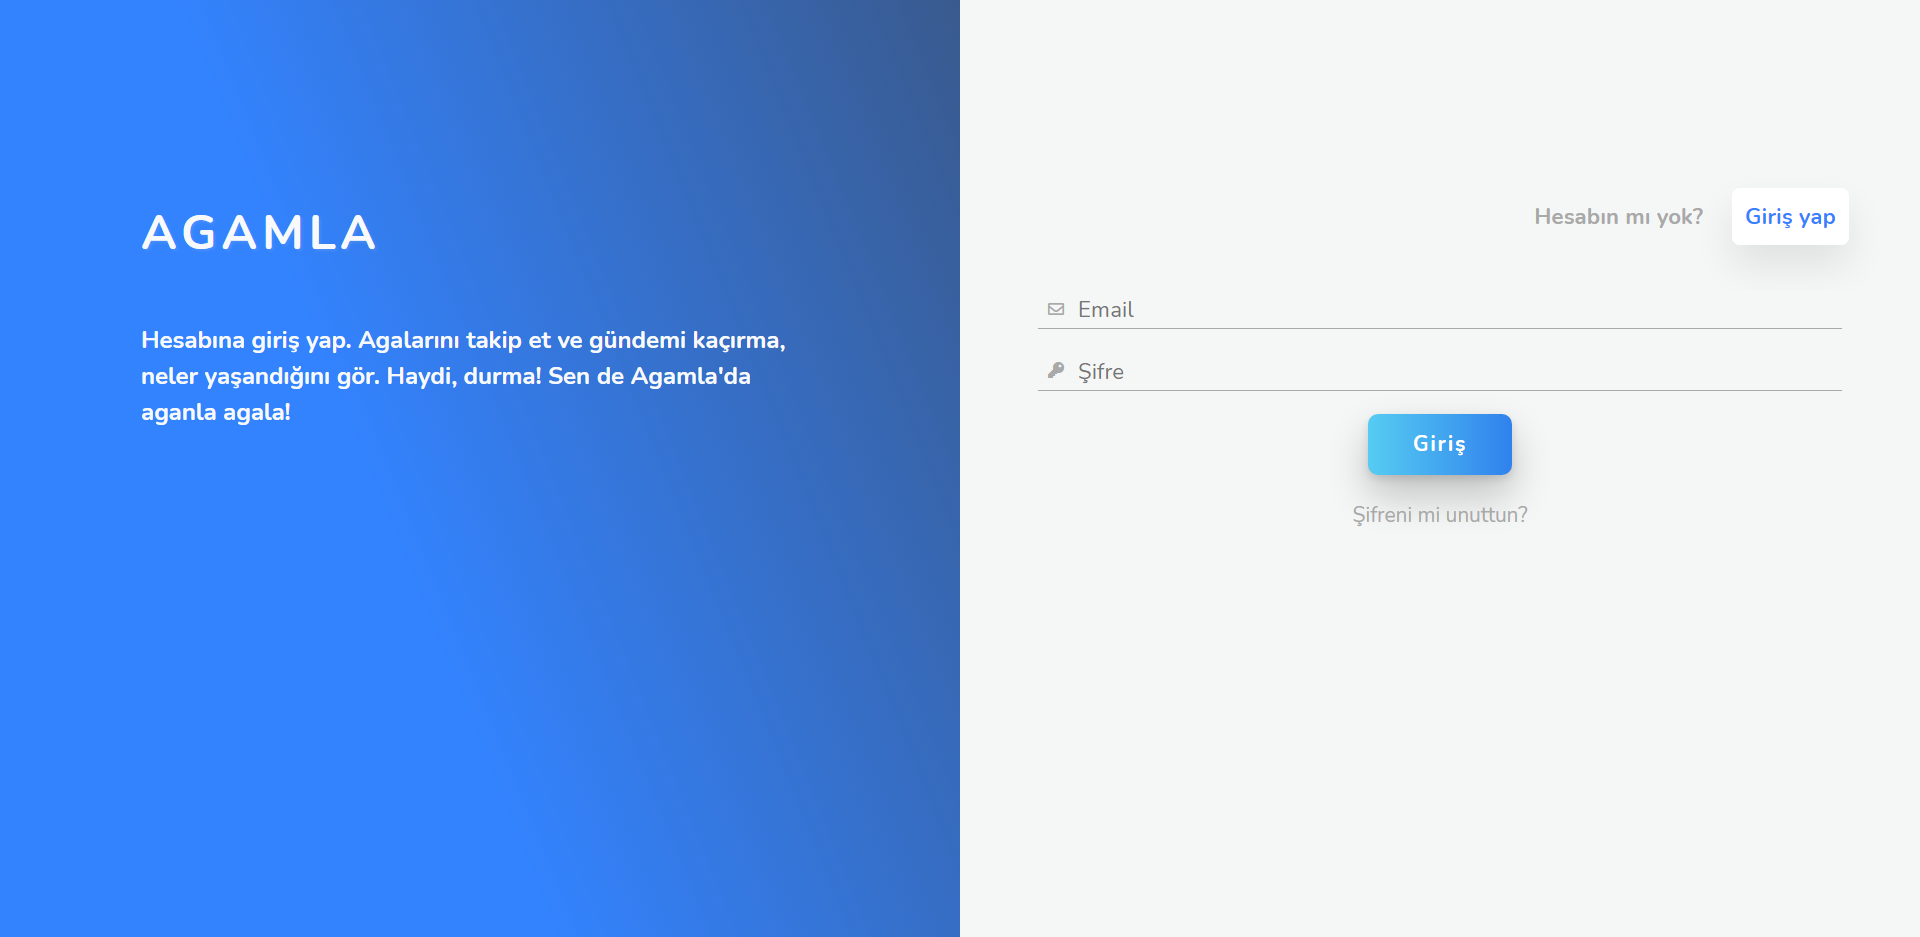 AGAMLA
Hesabına giriş yap. Agalarını takip et ve gündemi kaçırma,
neler yaşandığını gör. Haydi, durma! Sen de Agamla'da
aganla agala!
Hesabın mı yok?
Giriş yap
Email
Şifre
Giriş
Şifreni mi unuttun?